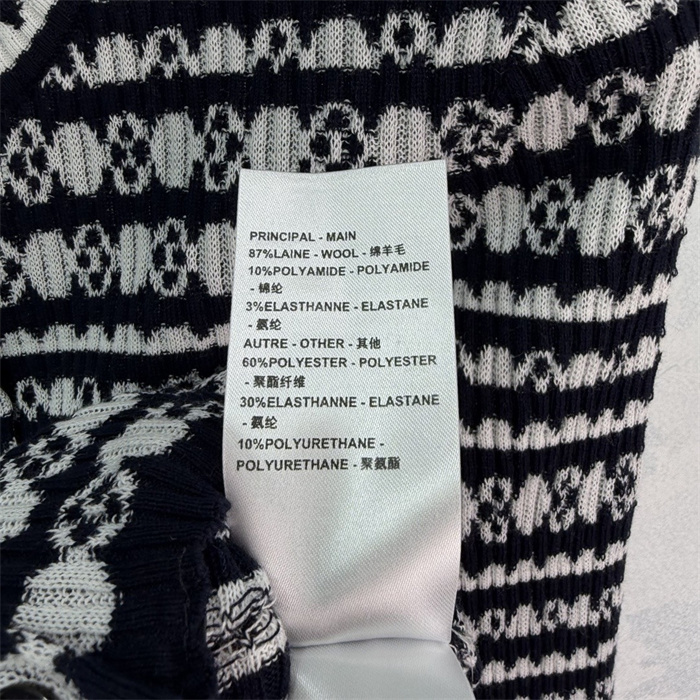 PRINCIPAL - MAIN
87%LAINE - WOOL - 绵羊毛
10%POLYAMIDE - POLYAMIDE
- 锦纶
3%ELASTHANNE - ELASTANE
- 氨纶
AUTRE - OTHER - 其他
60%POLYESTER - POLYESTER
- 聚酯纤维
30%ELASTHANNE - ELASTANE
- 氨纶
10%POLYURETHANE -
POLYURETHANE - 聚氨酯